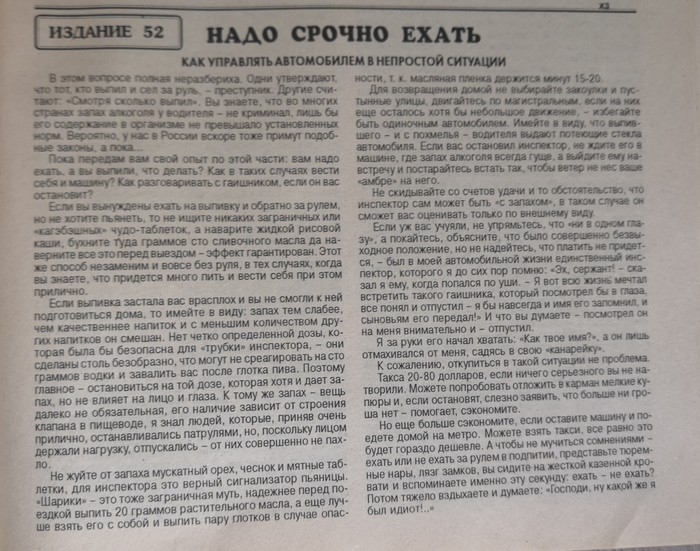 X3
ИЗДАНИЕ 52
НАДО СРОЧНО ЕХАТЬ
КАК УПРАВЛЯТЬ АВТОМОБИЛЕМ В НЕПРОСТОЙ СИТУАЦИИ
В этом вопросе полная неразбериха. Одни утверждают,
что тот, кто выпил и сел за руль, – преступник. Другие счи-
тают: «Смотря сколько выпил». Вы знаете, что во многих
странах запах алкоголя у водителя – не криминал, лишь бы
его содержание в организме не превышало установленных
норм. Вероятно, у нас в России вскоре тоже примут подоб-
ные законы, а пока...
Пока передам вам свой опыт по этой части: вам надо
ехать, а вы выпили, что делать? Как в таких случаях вести
себя и машину? Как разговаривать с гаишником, если он вас
остановит?
Если вы вынуждены ехать на выпивку и обратно за рулем,
но не хотите пьянеть, то не ищите никаких заграничных или
«кагэбэшных» чудо-таблеток, а наварите жидкой рисовой
каши, бухните туда граммов сто сливочного масла да на-
верните все это перед выездом – эффект гарантирован. Этот
же способ незаменим и вовсе без руля, в тех случаях, когда
вы знаете, что придется много пить и вести себя при этом
прилично.
Если выпивка застала вас врасплох и вы не смогли к ней
подготовиться дома, то имейте в виду: запах тем слабее,
чем качественнее напиток и с меньшим количеством дру-
гих напитков он смешан. Нет четко определенной дозы, ко-
торая была бы безопасна для «трубки» инспектора, – они
сделаны столь безобразно, что могут не среагировать на сто
граммов водки и завалить вас после глотка пива. Поэтому
главное – остановиться на той дозе, которая хотя и дает за-
пах, но не влияет на лицо и глаза. К тому же запах - вещь
далеко не обязательная, его наличие зависит от строения
клапана в пищеводе, я знал людей, которые, приняв очень
прилично, останавливались патрулями, но, поскольку лицом
держали нагрузку, отпускались – от них совершенно не пах-
ло.
Не жуйте от запаха мускатный орех, чеснок и мятные таб-
летки, для инспектора это верный сигнализатор пьяницы.
«Шарики» – это тоже заграничная муть, надежнее перед по-
ездкой выпить 20 граммов растительного масла, а еще луч-
ше взять его с собой и выпить пару глотков в случае опас-
ности, т. к. масляная пленка держится минут 15-20.
Для возвращения домой не выбирайте закоулки и пус-
тынные улицы, двигайтесь по магистральным, если на них
еще осталось хотя бы небольшое движение, – избегайте
быть одиночным автомобилем. Имейте в виду, что выпив-
шего – и с похмелья – водителя выдают потеющие стекла
автомобиля. Если вас остановил инспектор, не ждите его в
машине, где запах алкоголя всегда гуще, а выйдите ему на-
встречу и постарайтесь встать так, чтобы ветер не нес ваше
«амбре» на него.
Не скидывайте со счетов удачи и то обстоятельство, что
инспектор сам может быть «с запахом», в таком случае он
сможет вас оценивать только по внешнему виду.
Если уж вас учуяли, не упрямьтесь, что «ни в одном гла-
зу», а покайтесь, объясните, что было совершенно безвы-
ходное положение, но не надейтесь, что платить не придет-
ся, – был в моей автомобильной жизни единственный инс-
пектор, которого я до сих пор помню: «Эх, сержант! – ска-
зал я ему, когда попался по уши. – Я вот всю жизнь мечтал
встретить такого гаишника, который посмотрел бы в глаза,
все понял и отпустил – я бы навсегда и имя его запомнил, и
сыновьям его передал!» И что вы думаете – посмотрел он
на меня внимательно и – отпустил.
Я за руки его начал хватать: «Как твое имя?», а он лишь
отмахивался от меня, садясь в свою «канарейку».
К сожалению, откупиться в такой ситуации не проблема.
Такса 20-80 долларов, если ничего серьезного вы не на-
творили. Можете попробовать отложить в карман мелкие ку-
пюры и, если остановят, слезно заявить, что больше ни гро-
ша нет – помогает, сэкономите.
Но еще больше сэкономите, если оставите машину и по-
едете домой на метро. Можете взять такси, все равно это
будет гораздо дешевле. А чтобы не мучиться сомнениями –
ехать или не ехать за рулем в подпитии, представьте тюрем-
ные нары, лязг замков, вы сидите на жесткой казенной кро-
вати и вспоминаете именно эту секунду: ехать – не ехать?
Потом тяжело вздыхаете и думаете: «Господи, ну какой же я
был идиот!..»